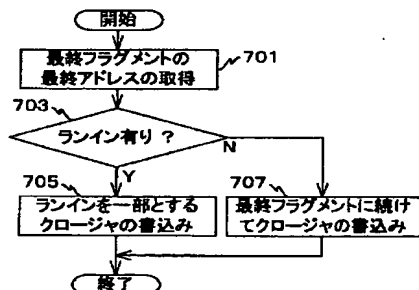 開始
最終フラグメントの
最終アドレスの取得
701
703
ランイン有り？
N
Y
705
ランインを一部とする
クロージャの書込み
707
最終フラグメントに続け
てクロージャの書込み
終了